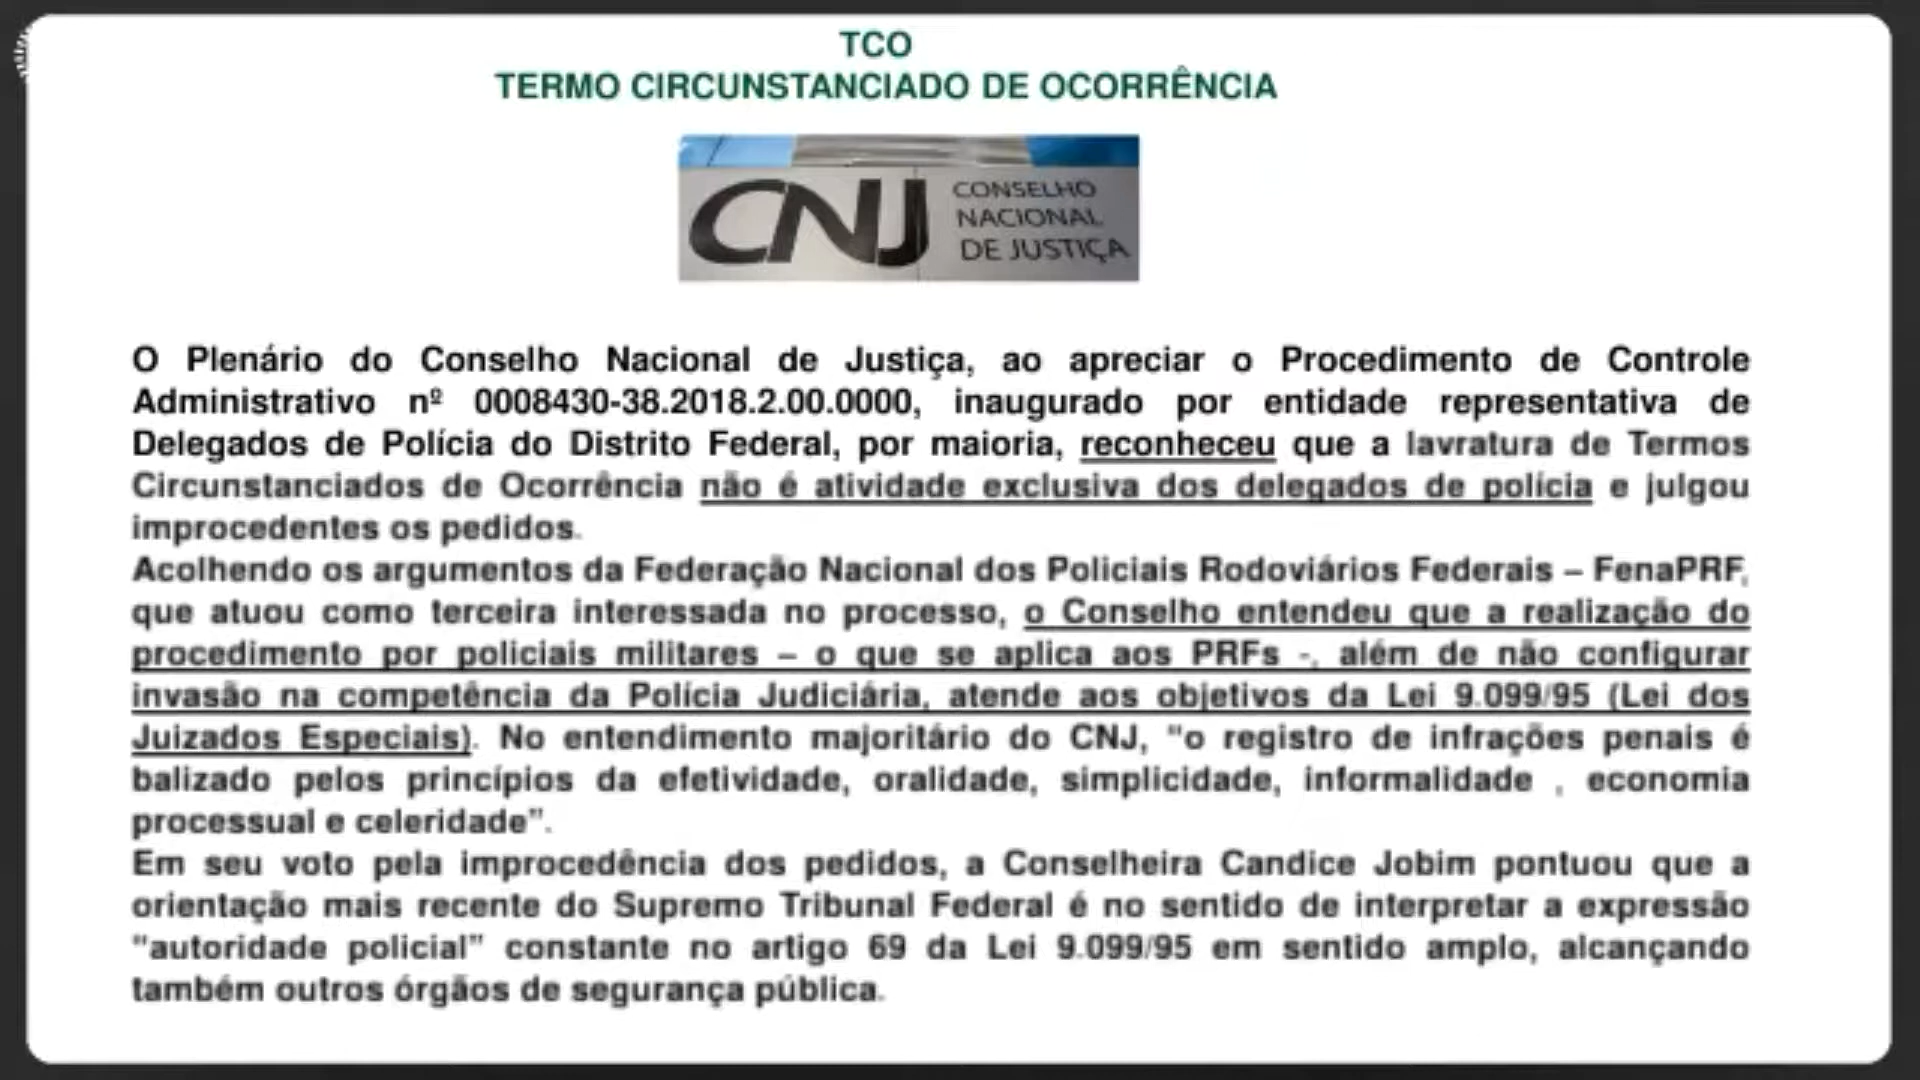 TCO
TERMO CIRCUNSTANCIADO DE OCORRÊNCIA
CNJ
CONSELHO
NACIONAL
DE JUSTIÇA
O Plenário do Conselho Nacional de Justiça, ao apreciar o Procedimento de Controle
Administrativo nº 0008430-38.2018.2.00.0000, inaugurado por entidade representativa de
Delegados de Polícia do Distrito Federal, por maioria, reconheceu que a lavratura de Termos
Circunstanciados de Ocorrência não é atividade exclusiva dos delegados de polícia e julgou
improcedentes os pedidos.
Acolhendo os argumentos da Federação Nacional dos Policiais Rodoviários Federais – FenaPRF,
que atuou como terceira interessada no processo, o Conselho entendeu que a realização do
procedimento por policiais militares – o que se aplica aos PRFs -, além de não configurar
invasão na competência da Polícia Judiciária, atende aos objetivos da Lei 9.099/95 (Lei dos
Juizados Especiais). No entendimento majoritário do CNJ, "o registro de infrações penais é
balizado pelos princípios da efetividade, oralidade, simplicidade, informalidade , economia
processual e celeridade".
Em seu voto pela improcedência dos pedidos, a Conselheira Candice Jobim pontuou que a
orientação mais recente do Supremo Tribunal Federal é no sentido de interpretar a expressão
"autoridade policial" constante no artigo 69 da Lei 9.099/95 em sentido amplo, alcançando
também outros órgãos de segurança pública.